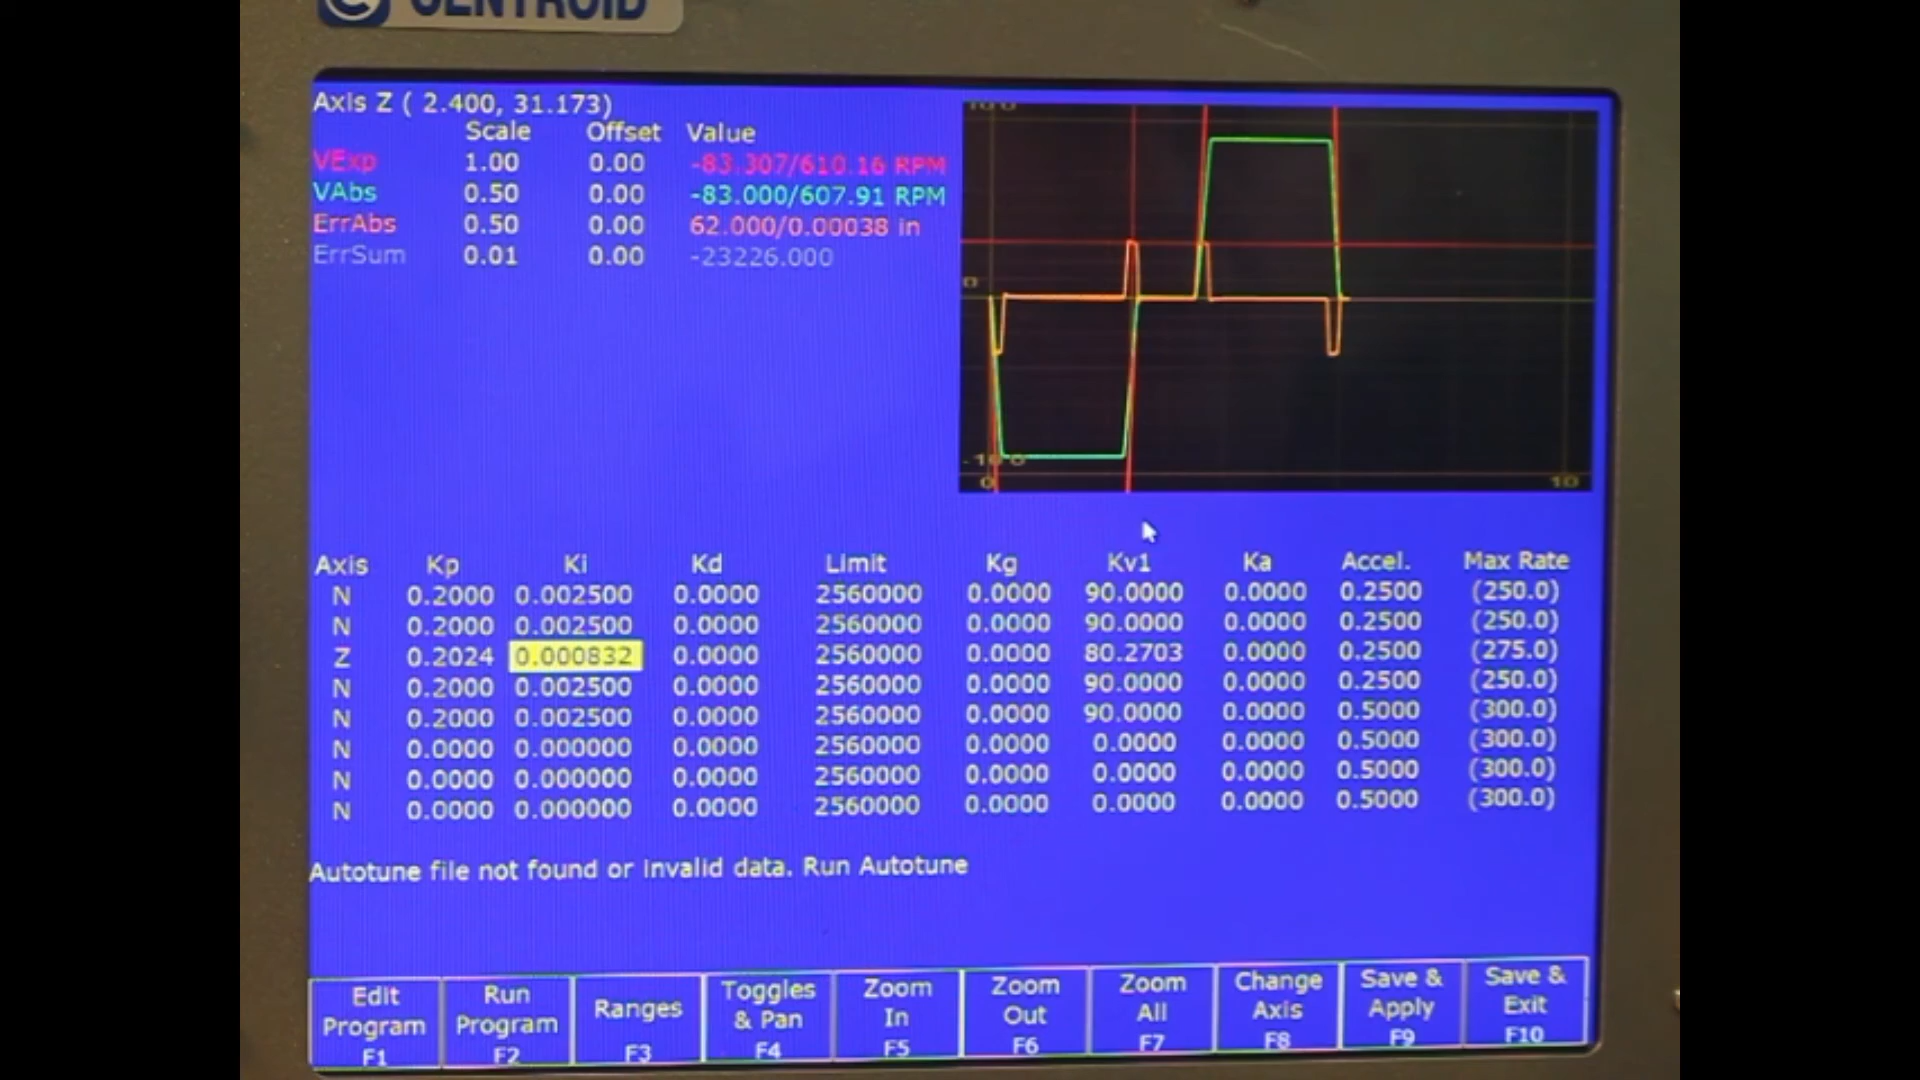 CENTROID
Axis Z ( 2.400, 31.173)
Scale Offset Value
VExp 1.00 0.00 -83.307/610.16 RPM
VAbs 0.50 0.00 -83.000/607.91 RPM
ErrAbs 0.50 0.00 62.000/0.00038 in
ErrSum 0.01 0.00 -23226.000
0
0
10
Axis Kp Ki Kd Limit Kg Kv1 Ka Accel. Max Rate
N 0.2000 0.002500 0.0000 2560000 0.0000 90.0000 0.0000 0.2500 (250.0)
N 0.2000 0.002500 0.0000 2560000 0.0000 90.0000 0.0000 0.2500 (250.0)
Z 0.2024 0.000832 0.0000 2560000 0.0000 80.2703 0.0000 0.2500 (275.0)
N 0.2000 0.002500 0.0000 2560000 0.0000 90.0000 0.0000 0.2500 (250.0)
N 0.2000 0.002500 0.0000 2560000 0.0000 90.0000 0.0000 0.5000 (300.0)
N 0.0000 0.000000 0.0000 2560000 0.0000 0.0000 0.0000 0.5000 (300.0)
N 0.0000 0.000000 0.0000 2560000 0.0000 0.0000 0.0000 0.5000 (300.0)
N 0.0000 0.000000 0.0000 2560000 0.0000 0.0000 0.0000 0.5000 (300.0)
Autotune file not found or invalid data. Run Autotune
Edit Program F1
Run Program F2
Ranges F3
Toggles & Pan F4
Zoom In F5
Zoom Out F6
Zoom All F7
Change Axis F8
Save & Apply F9
Save & Exit F10